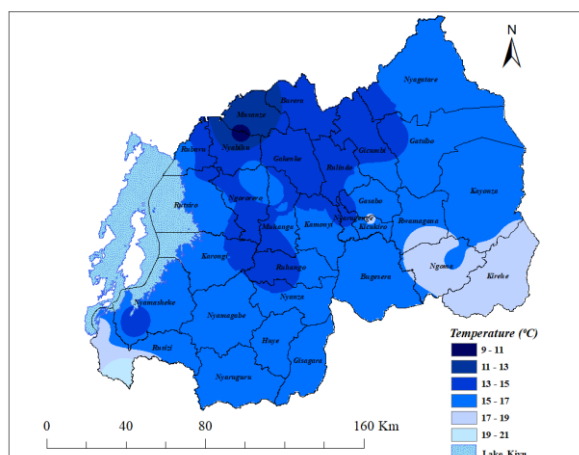 N
Nyagatare
Burera
Musanze
Nyabihu
Gatsibo
Gicumbi
Gakenke
Rulindo
Rubavu
Kayonza
Ngororero
Gasabo
Rutsiro
Nyarugenge
Rwamagana
Muhanga
Kamonyi
Kicukiro
Karongi
Ngoma
Ruhango
Kirehe
Bugesera
Nyanza
Nyamasheke
Nyamagabe
Huye
Rusizi
Gisagara
Nyaruguru
Temperature (°C)
9 - 11
11 - 13
13 - 15
15 - 17
17 - 19
19 - 21
Lake Kivu
0 40 80 160 Km